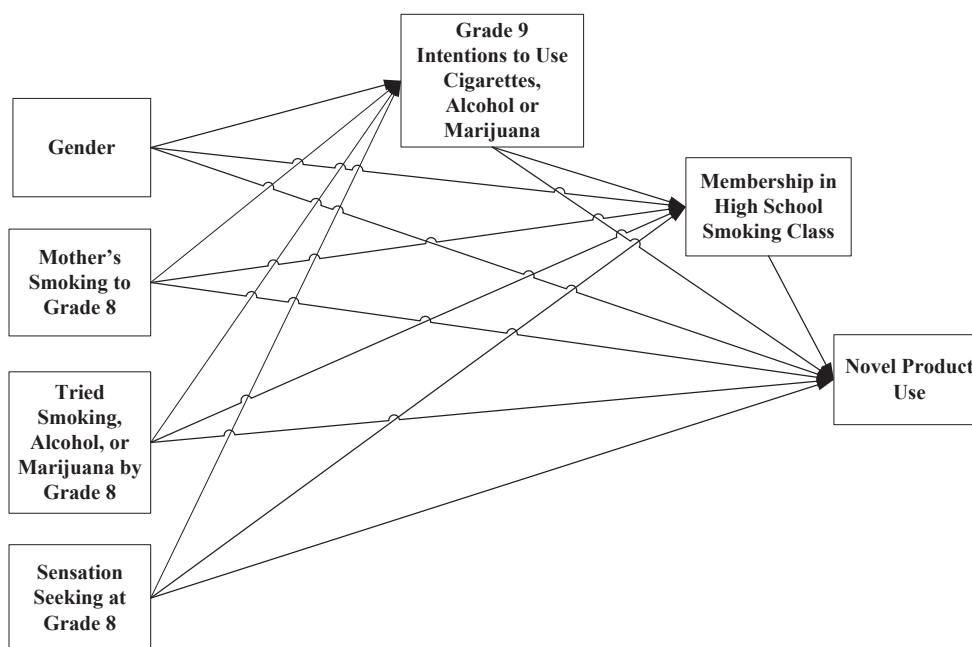 Grade 9
Intentions to Use
Cigarettes,
Alcohol or
Marijuana
Gender
Membership in
High School
Smoking Class
Mother’s
Smoking to
Grade 8
Novel Product
Use
Tried
Smoking,
Alcohol, or
Marijuana by
Grade 8
Sensation
Seeking at
Grade 8